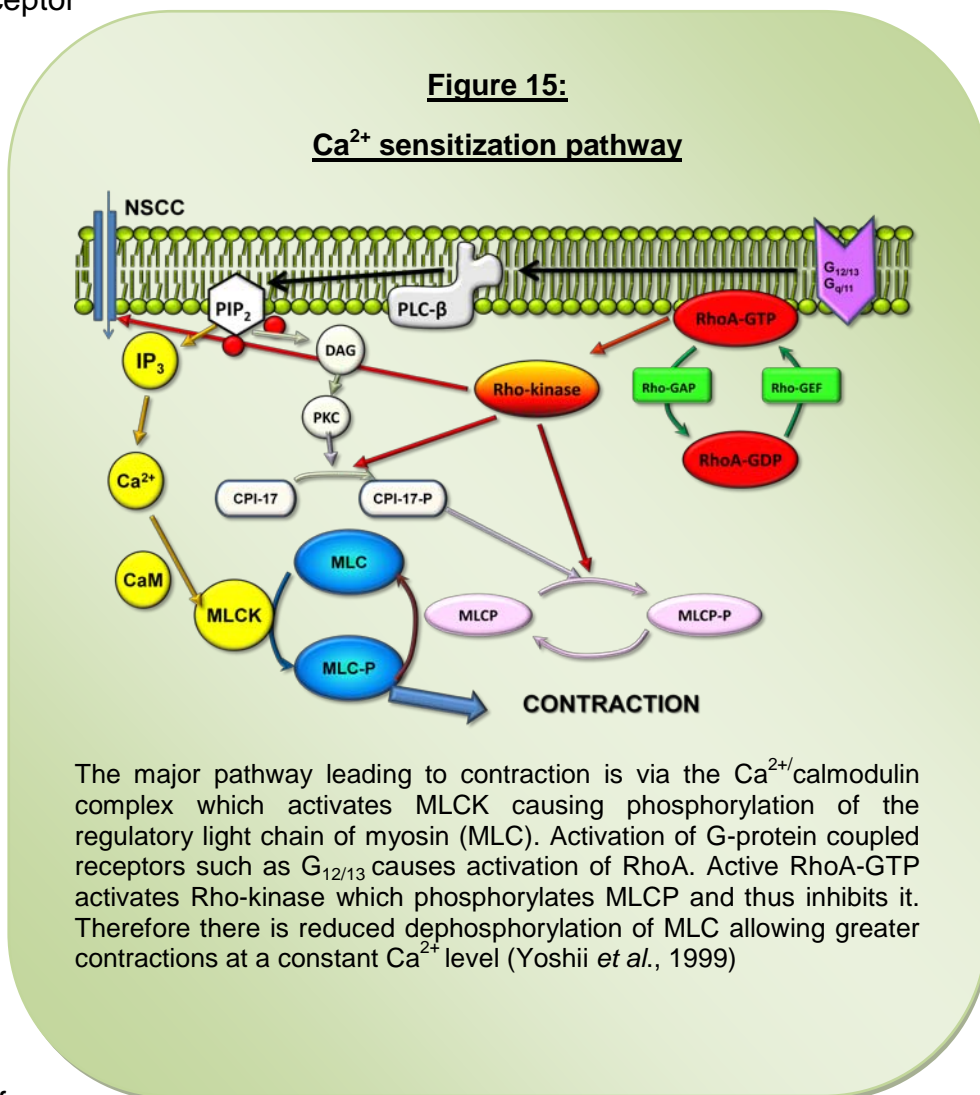 ceptor
Figure 15:
Ca²⁺ sensitization pathway
NSCC
G₁₂/₁₃
Gq/₁₁
PIP₂
PLC-β
RhoA-GTP
IP₃
DAG
Rho-kinase
Rho-GAP
Rho-GEF
PKC
RhoA-GDP
Ca²⁺
CPI-17
CPI-17-P
MLC
CaM
MLCK
MLCP
MLCP-P
MLC-P
CONTRACTION
The major pathway leading to contraction is via the Ca²⁺/calmodulin
complex which activates MLCK causing phosphorylation of the
regulatory light chain of myosin (MLC). Activation of G-protein coupled
receptors such as G₁₂/₁₃ causes activation of RhoA. Active RhoA-GTP
activates Rho-kinase which phosphorylates MLCP and thus inhibits it.
Therefore there is reduced dephosphorylation of MLC allowing greater
contractions at a constant Ca²⁺ level (Yoshii et al., 1999)